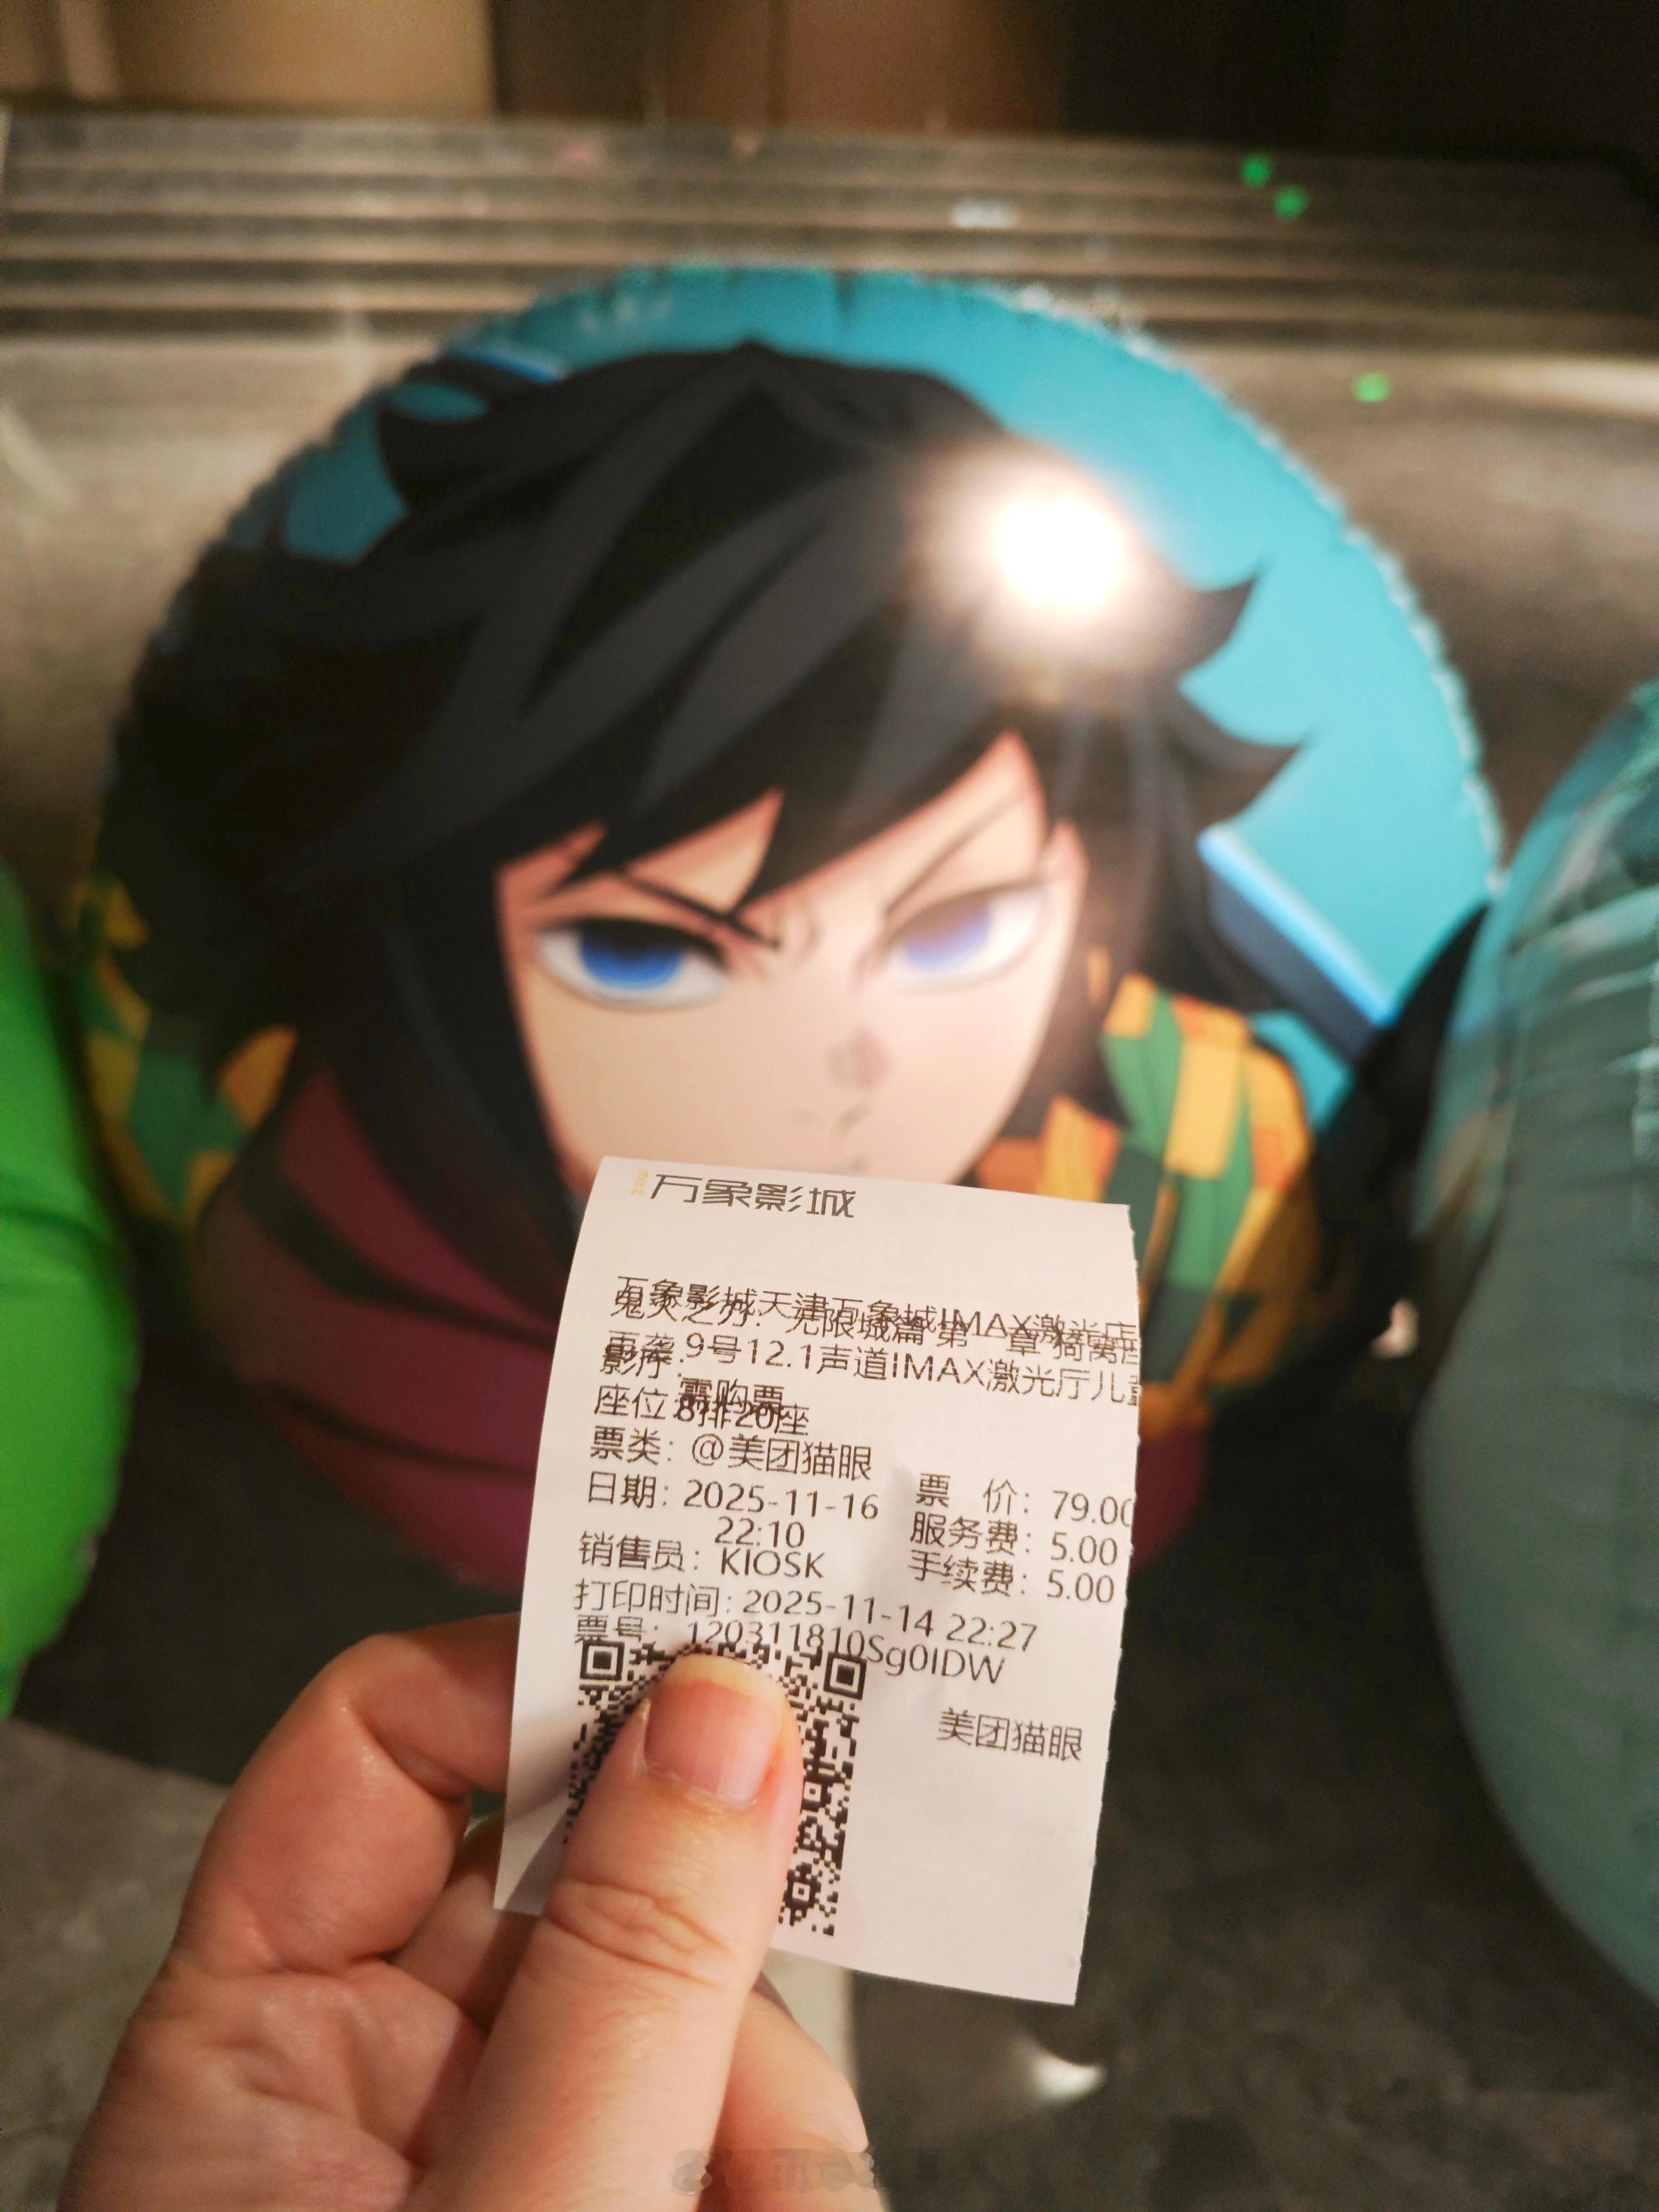 万象影城
万象影城天津万象城IMAX激光店
鬼灭之刃：无限城篇 第一章 猗窝座
再袭
影厅：9号12.1声道IMAX激光厅儿童
需购票
座位：8排20座
票类：@美团猫眼
日期：2025-11-16
22:10
票 价：79.00
服务费：5.00
手续费：5.00
销售员：KIOSK
打印时间：2025-11-14 22:27
票号：120311810Sg0IDW
美团猫眼